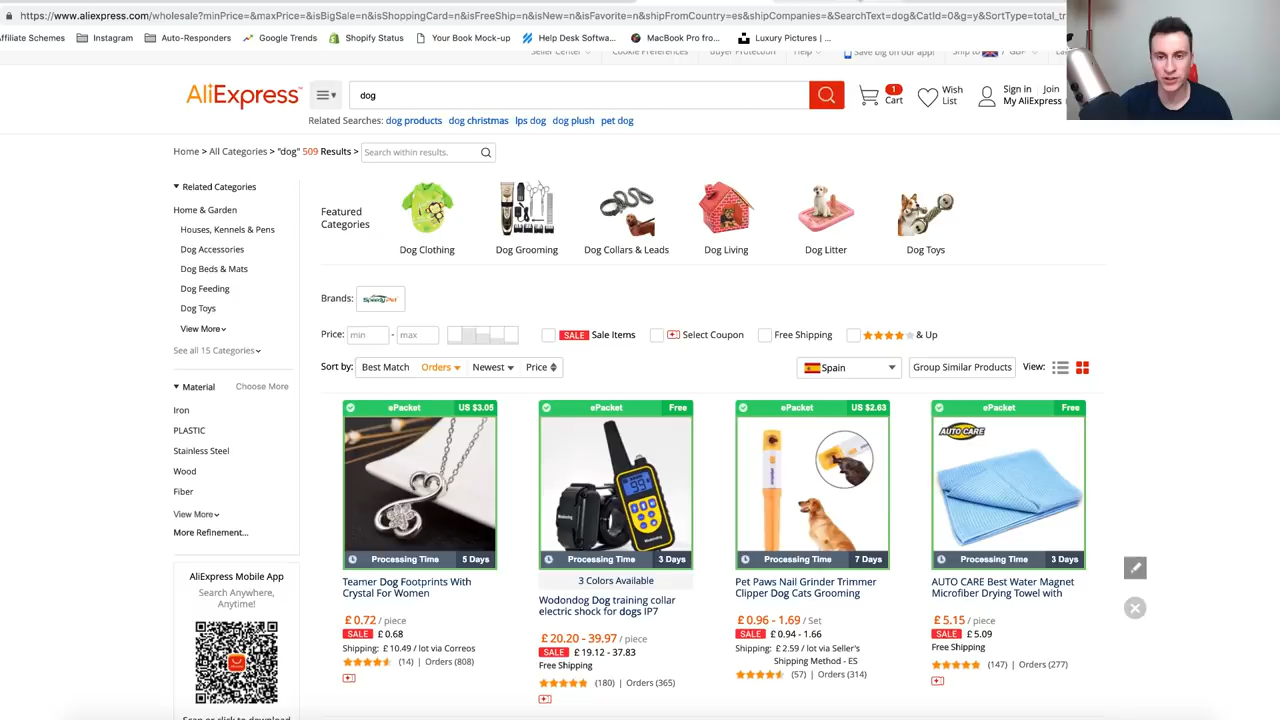 https://www.aliexpress.com/wholesale?minPrice=&maxPrice=&isBigSale=n&isShoppingCard=n&isFreeShip=n&isNew=n&isFavorite=n&shipFromCountry=es&shipCompanies=&SearchText=dog&CatId=0&g=y&SortType=total_tr
Affiliate Schemes Instagram Auto-Responders Google Trends Shopify Status Your Book Mock-up Help Desk Softwa... MacBook Pro fro... Luxury Pictures | ...
Seller Center Cookie Preferences Buyer Protection Help Save big on our app! Ship to / GBP
AliExpress™ dog 1 Cart Wish List Sign in Join My AliExpress
Related Searches: dog products dog christmas lps dog dog plush pet dog
Home > All Categories > "dog" 509 Results > Search within results.
Related Categories
Home & Garden
Houses, Kennels & Pens
Dog Accessories
Dog Beds & Mats
Dog Feeding
Dog Toys
View More
See all 15 Categories
Material Choose More
Iron
PLASTIC
Stainless Steel
Wood
Fiber
View More
More Refinement...
AliExpress Mobile App
Search Anywhere,
Anytime!
Scan or click to download
Featured
Categories
Dog Clothing Dog Grooming Dog Collars & Leads Dog Living Dog Litter Dog Toys
Brands: SpeedyPet
Price: min - max SALE Sale Items Select Coupon Free Shipping & Up
Sort by: Best Match Orders Newest Price Spain Group Similar Products View:
ePacket US $3.05
Processing Time 5 Days
Teamer Dog Footprints With
Crystal For Women
£ 0.72 / piece
SALE £ 0.68
Shipping: £ 10.49 / lot via Correos
(14) | Orders (808)
ePacket Free
99
Processing Time 3 Days
3 Colors Available
Wodondog Dog training collar
electric shock for dogs IP7
£ 20.20 - 39.97 / piece
SALE £ 19.12 - 37.83
Free Shipping
(180) | Orders (365)
ePacket US $2.63
Processing Time 7 Days
Pet Paws Nail Grinder Trimmer
Clipper Dog Cats Grooming
£ 0.96 - 1.69 / Set
SALE £ 0.94 - 1.66
Shipping: £ 2.59 / lot via Seller's
Shipping Method - ES
(57) | Orders (314)
ePacket Free
AUTO CARE
Processing Time 3 Days
AUTO CARE Best Water Magnet
Microfiber Drying Towel with
£ 5.15 / piece
SALE £ 5.09
Free Shipping
(147) | Orders (277)